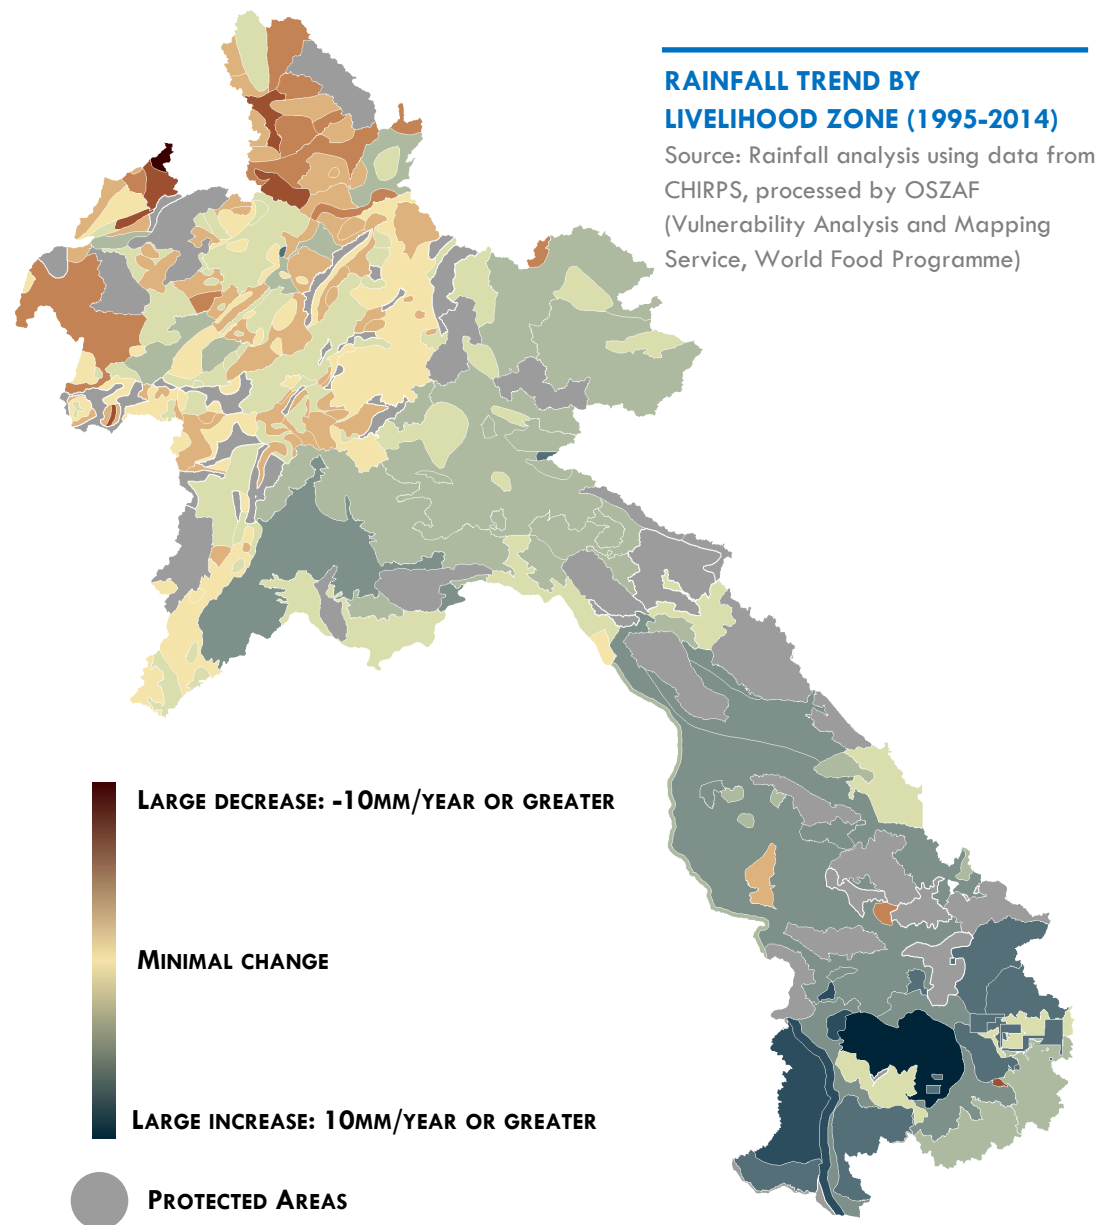 RAINFALL TREND BY
LIVELIHOOD ZONE (1995-2014)
Source: Rainfall analysis using data from
CHIRPS, processed by OSZAF
(Vulnerability Analysis and Mapping
Service, World Food Programme)
LARGE DECREASE: -10MM/YEAR OR GREATER
MINIMAL CHANGE
LARGE INCREASE: 10MM/YEAR OR GREATER
PROTECTED AREAS